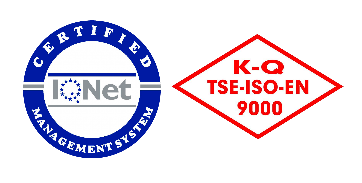 CERTIFIED
IQNet
MANAGEMENT SYSTEM
K-Q
TSE-ISO-EN
9000